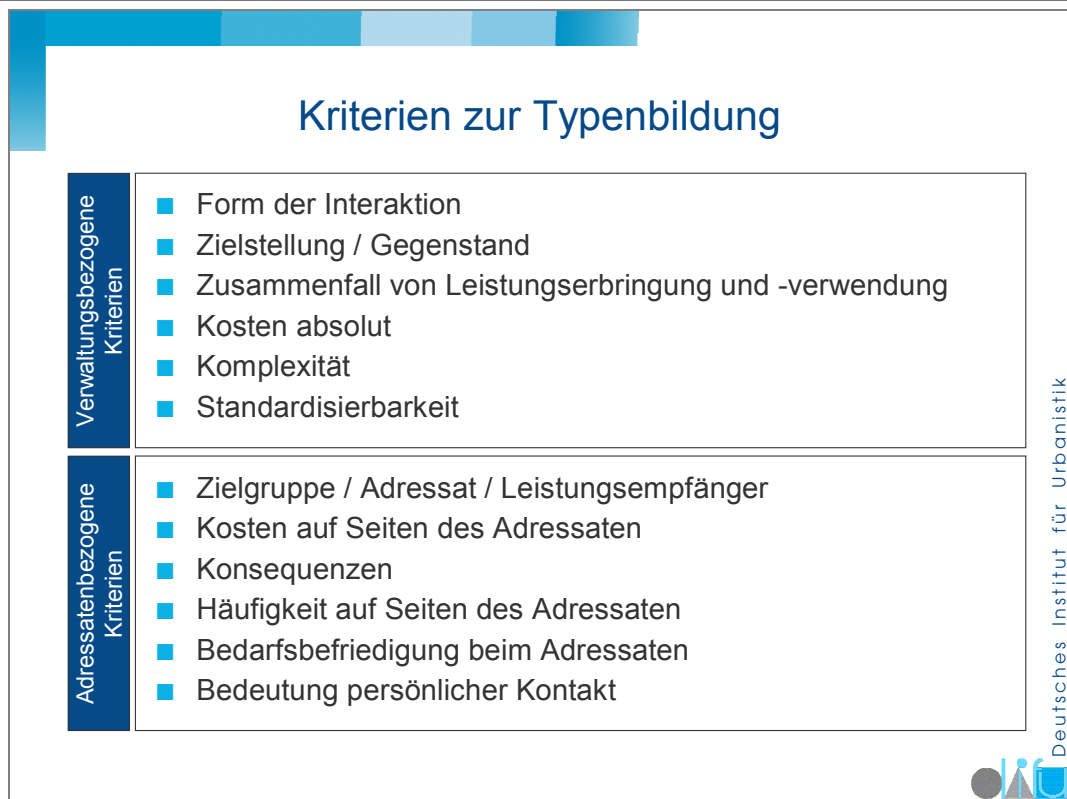 Kriterien zur Typenbildung
Verwaltungsbezogene
Kriterien
Form der Interaktion
Zielstellung / Gegenstand
Zusammenfall von Leistungserbringung und -verwendung
Kosten absolut
Komplexität
Standardisierbarkeit
Adressatenbezogene
Kriterien
Zielgruppe / Adressat / Leistungsempfänger
Kosten auf Seiten des Adressaten
Konsequenzen
Häufigkeit auf Seiten des Adressaten
Bedarfsbefriedigung beim Adressaten
Bedeutung persönlicher Kontakt
Deutsches Institut für Urbanistik
difu